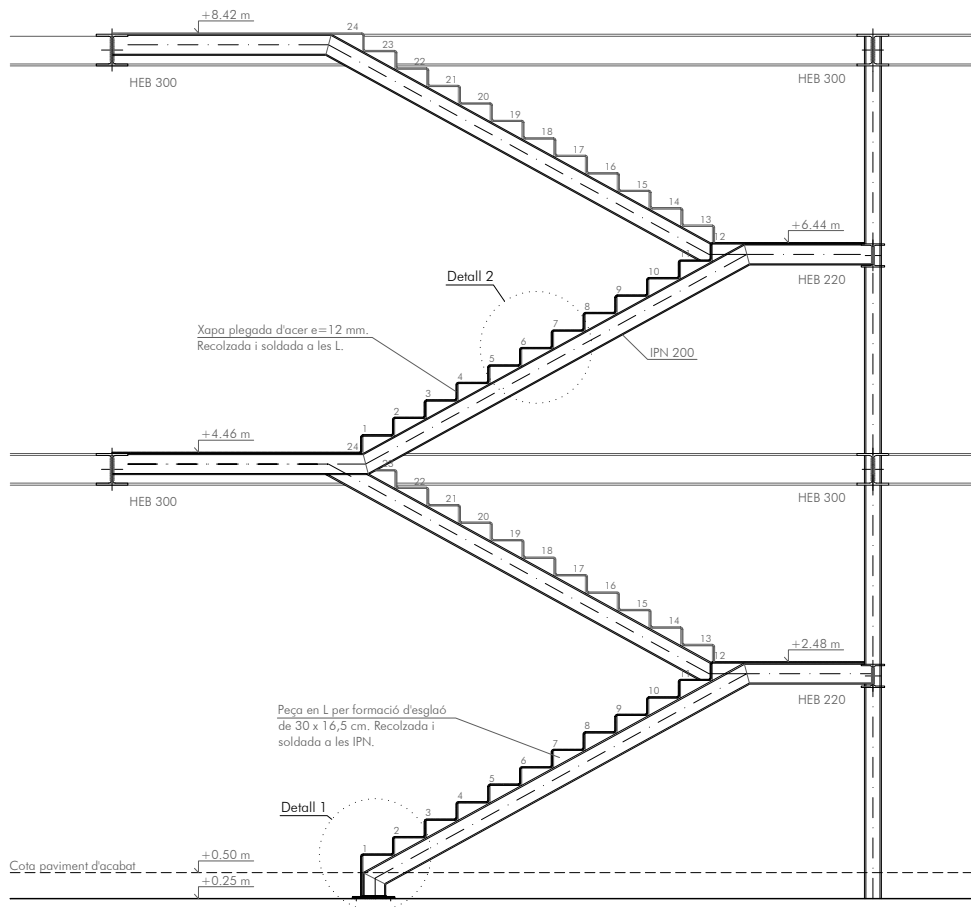 +8.42 m
24
23
22
21
20
19
18
17
16
15
14
13
HEB 300
HEB 300
12
+6.44 m
HEB 220
Detall 2
11
10
9
8
7
6
5
4
3
2
1
Xapa plegada d'acer e=12 mm.
Recolzada i soldada a les L.
IPN 200
+4.46 m
24
23
22
21
20
19
18
17
16
15
14
13
HEB 300
HEB 300
12
+2.48 m
HEB 220
10
9
8
7
6
5
4
3
2
1
Peça en L per formació d'esglaó
de 30 x 16,5 cm. Recolzada i
soldada a les IPN.
Detall 1
Cota paviment d'acabat
+0.50 m
+0.25 m